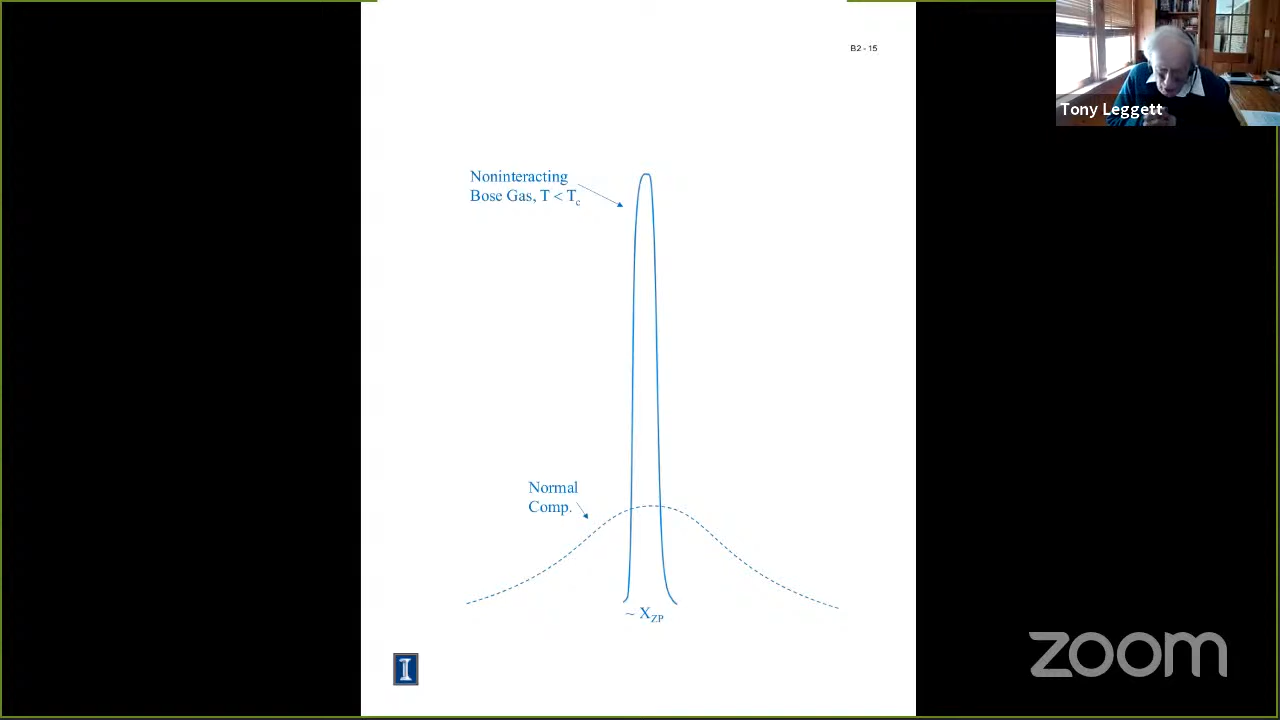 B2 - 15
Tony Leggett
Noninteracting
Bose Gas, T < Tc
Normal
Comp.
~ XZP
I
zoom